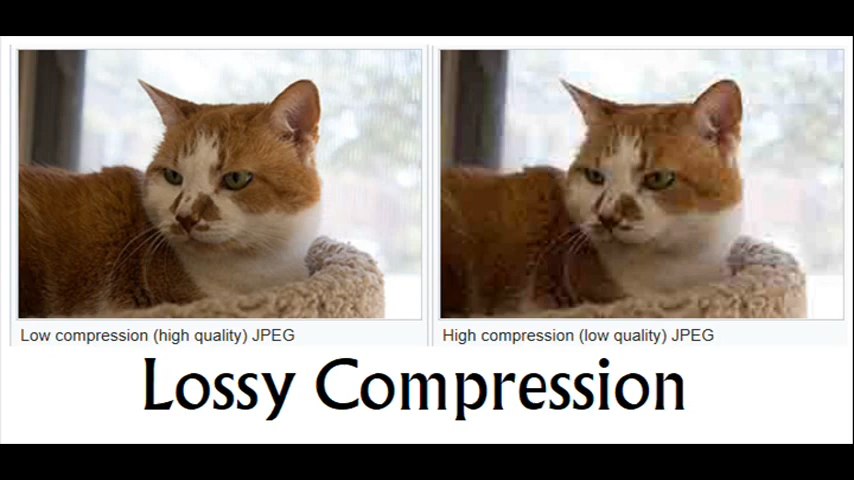 Low compression (high quality) JPEG
High compression (low quality) JPEG
Lossy Compression